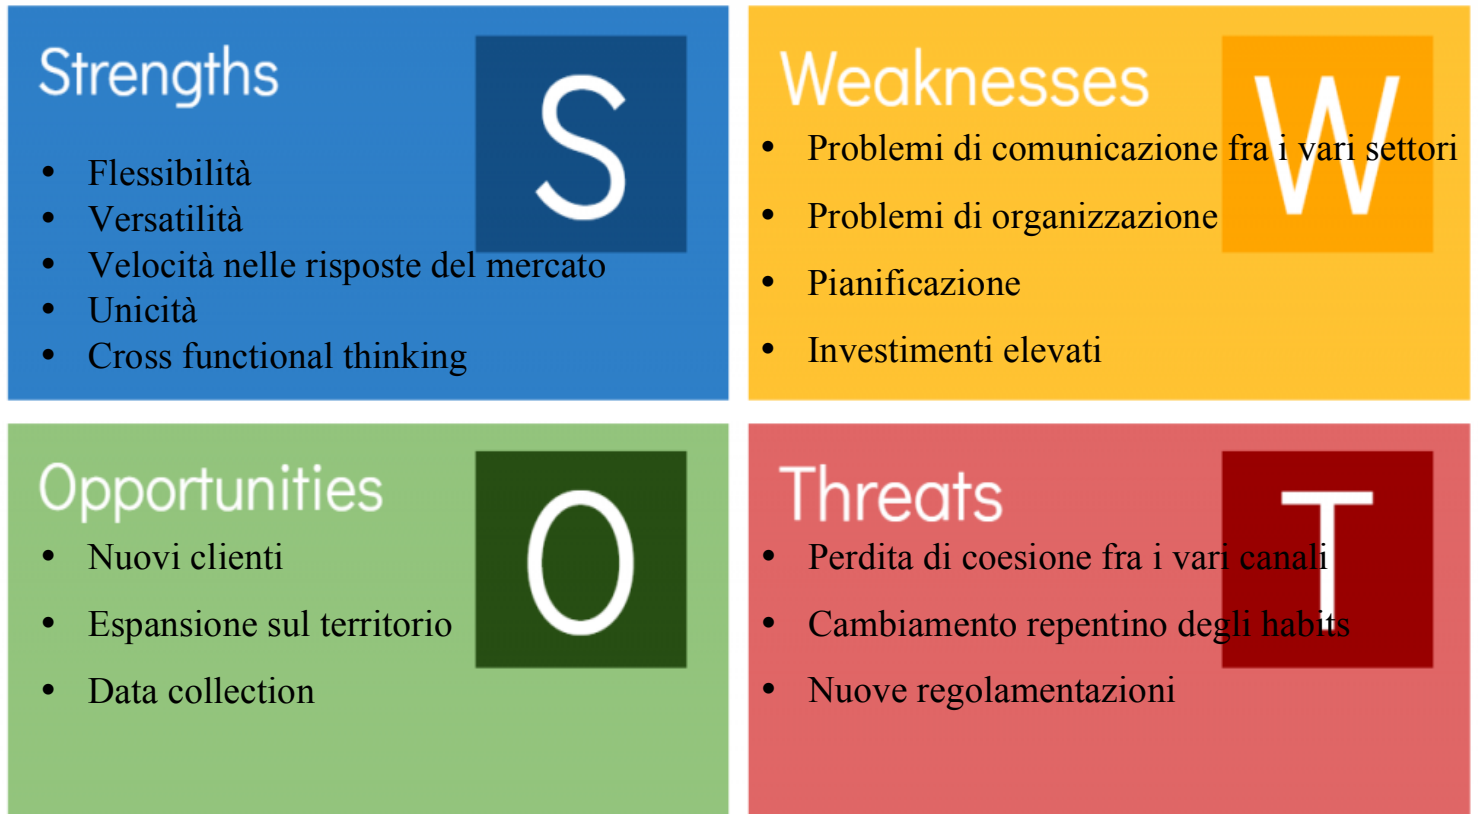 Strengths
S
• Flessibilità
• Versatilità
• Velocità nelle risposte del mercato
• Unicità
• Cross functional thinking
Weaknesses
W
• Problemi di comunicazione fra i vari settori
• Problemi di organizzazione
• Pianificazione
• Investimenti elevati
Opportunities
O
• Nuovi clienti
• Espansione sul territorio
• Data collection
Threats
T
• Perdita di coesione fra i vari canali
• Cambiamento repentino degli habits
• Nuove regolamentazioni